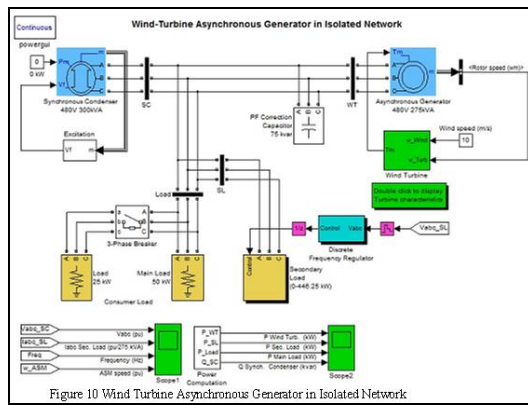 Wind-Turbine Asynchronous Generator in Isolated Network
Continuous
powergui
0
0 kW
Pm
m
Vf
A
B
C
Synchronous Condenser
480V 300kVA
SC
WT
Tm
m
A
B
C
Asynchronous Generator
480V 275kVA
<Rotor speed (wm)>
Excitation
Vf
m
A B C
PF Correction
Capacitor
75 kvar
Wind speed (m/s)
10
w_Wind
Tm
w_Turb
Wind Turbine
Double click to display
Turbine characteristics
SL
Load
3-Phase Breaker
a
b
c
A
B
C
A B C
Load
25 kW
A B C
Main Load
50 kW
Consumer Load
Control
A
B
C
Secondary
Load
(0-446.25 kW)
1/z
Control
Vabc
Discrete
Frequency Regulator
Vabc_SL
Vabc_SC
Vabc (pu)
Iabc_SL
Iabc Sec. Load (pu/275 kVA)
Freq
Frequency (Hz)
w_ASM
ASM speed (pu)
Scope1
P_WT
P_SL
P_Load
Q_SC
Power
Computation
P Wind Turb. (kW)
P Sec. Load (kW)
P Main Load (kW)
Q Synch. Condenser (kvar)
Scope2
Figure 10 Wind Turbine Asynchronous Generator in Isolated Network